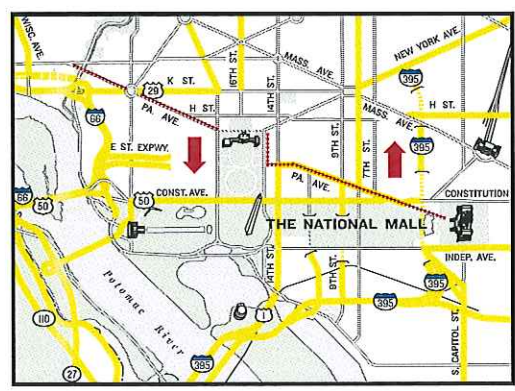 WISC. AVE.
NEW YORK AVE.
16TH ST.
14TH ST.
MASS. AVE
395
K ST.
29
PA. AVE.
H ST.
9TH ST.
7TH ST.
MASS. AVE.
H ST.
66
395
E ST. EXPWY.
PA. AVE.
66
50
50
CONST. AVE.
CONSTITUTION
THE NATIONAL MALL
INDEP. AVE.
14TH ST.
9TH ST.
395
395
Potomac
River
1
110
395
27
S. CAPITOL ST.